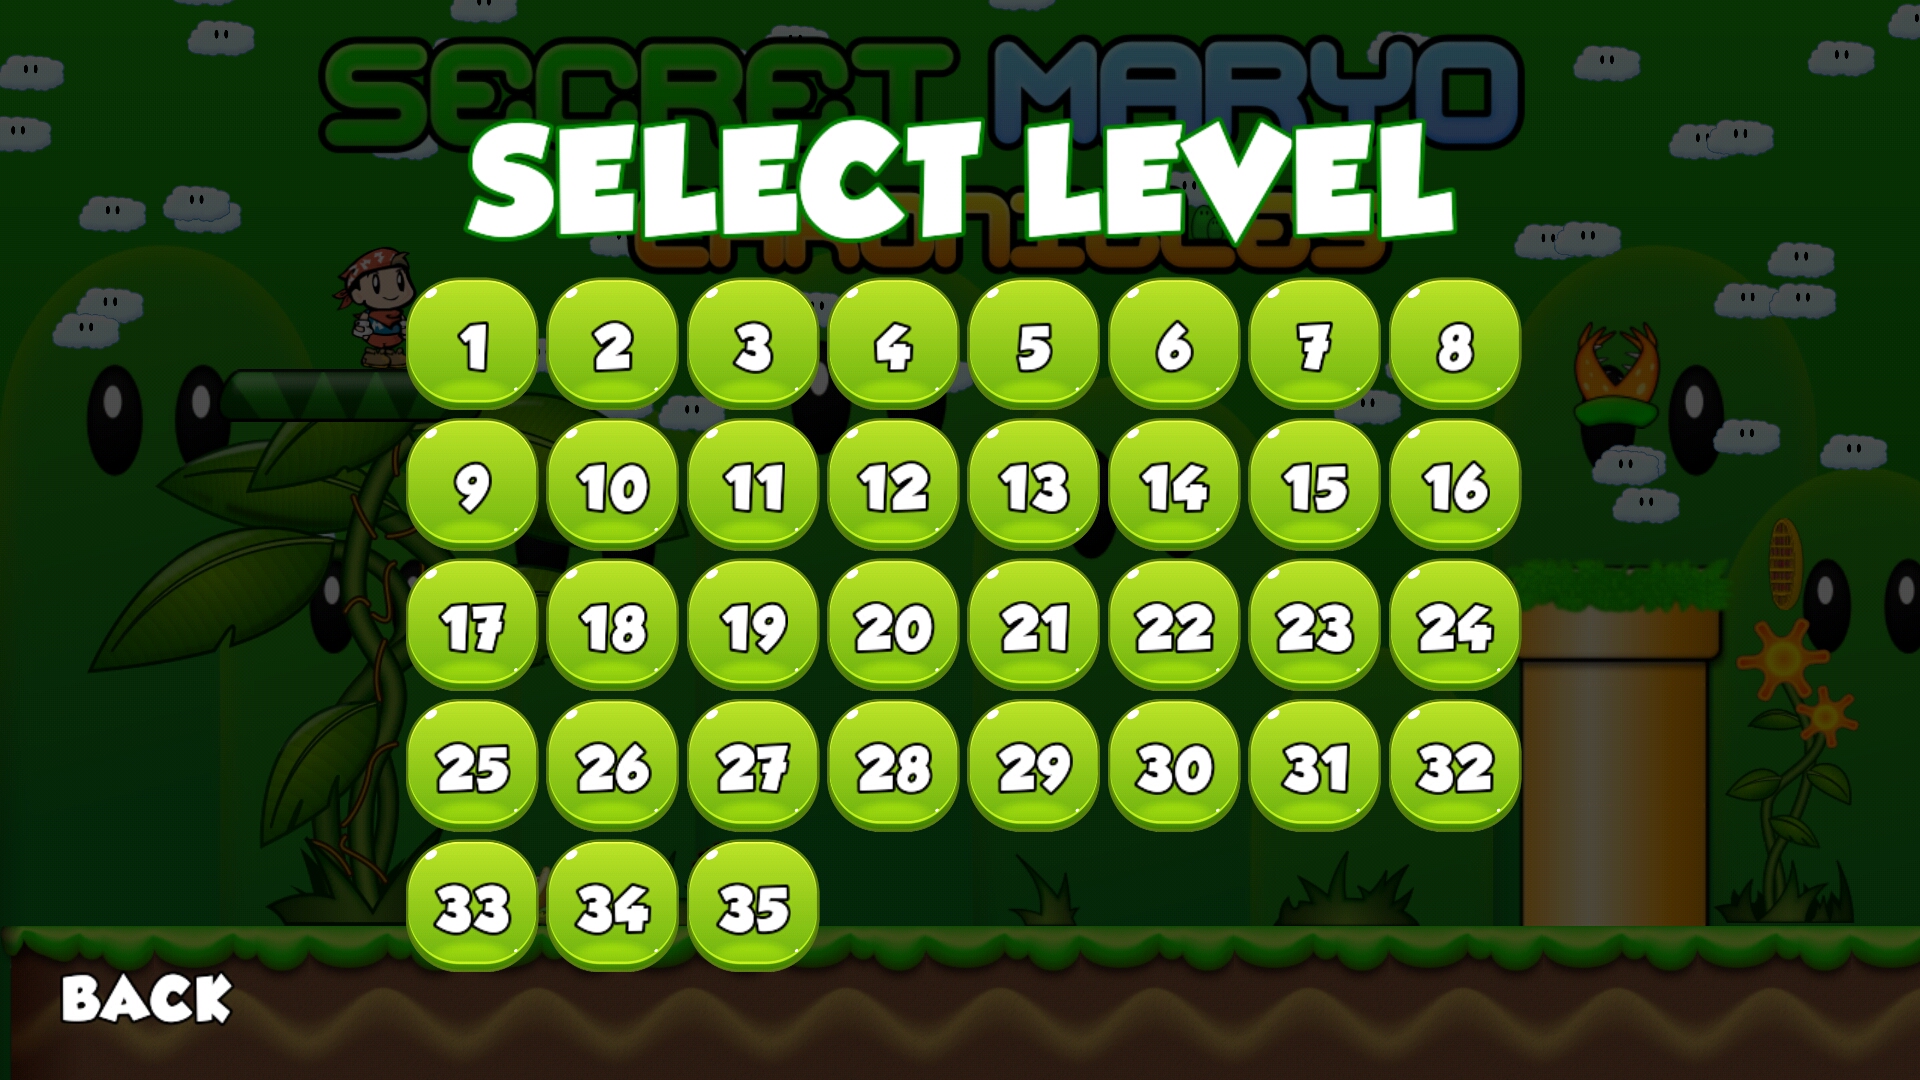 SECRET MARYO
CHRONICLES
SELECT LEVEL
1 2 3 4 5 6 7 8
9 10 11 12 13 14 15 16
17 18 19 20 21 22 23 24
25 26 27 28 29 30 31 32
33 34 35
BACK